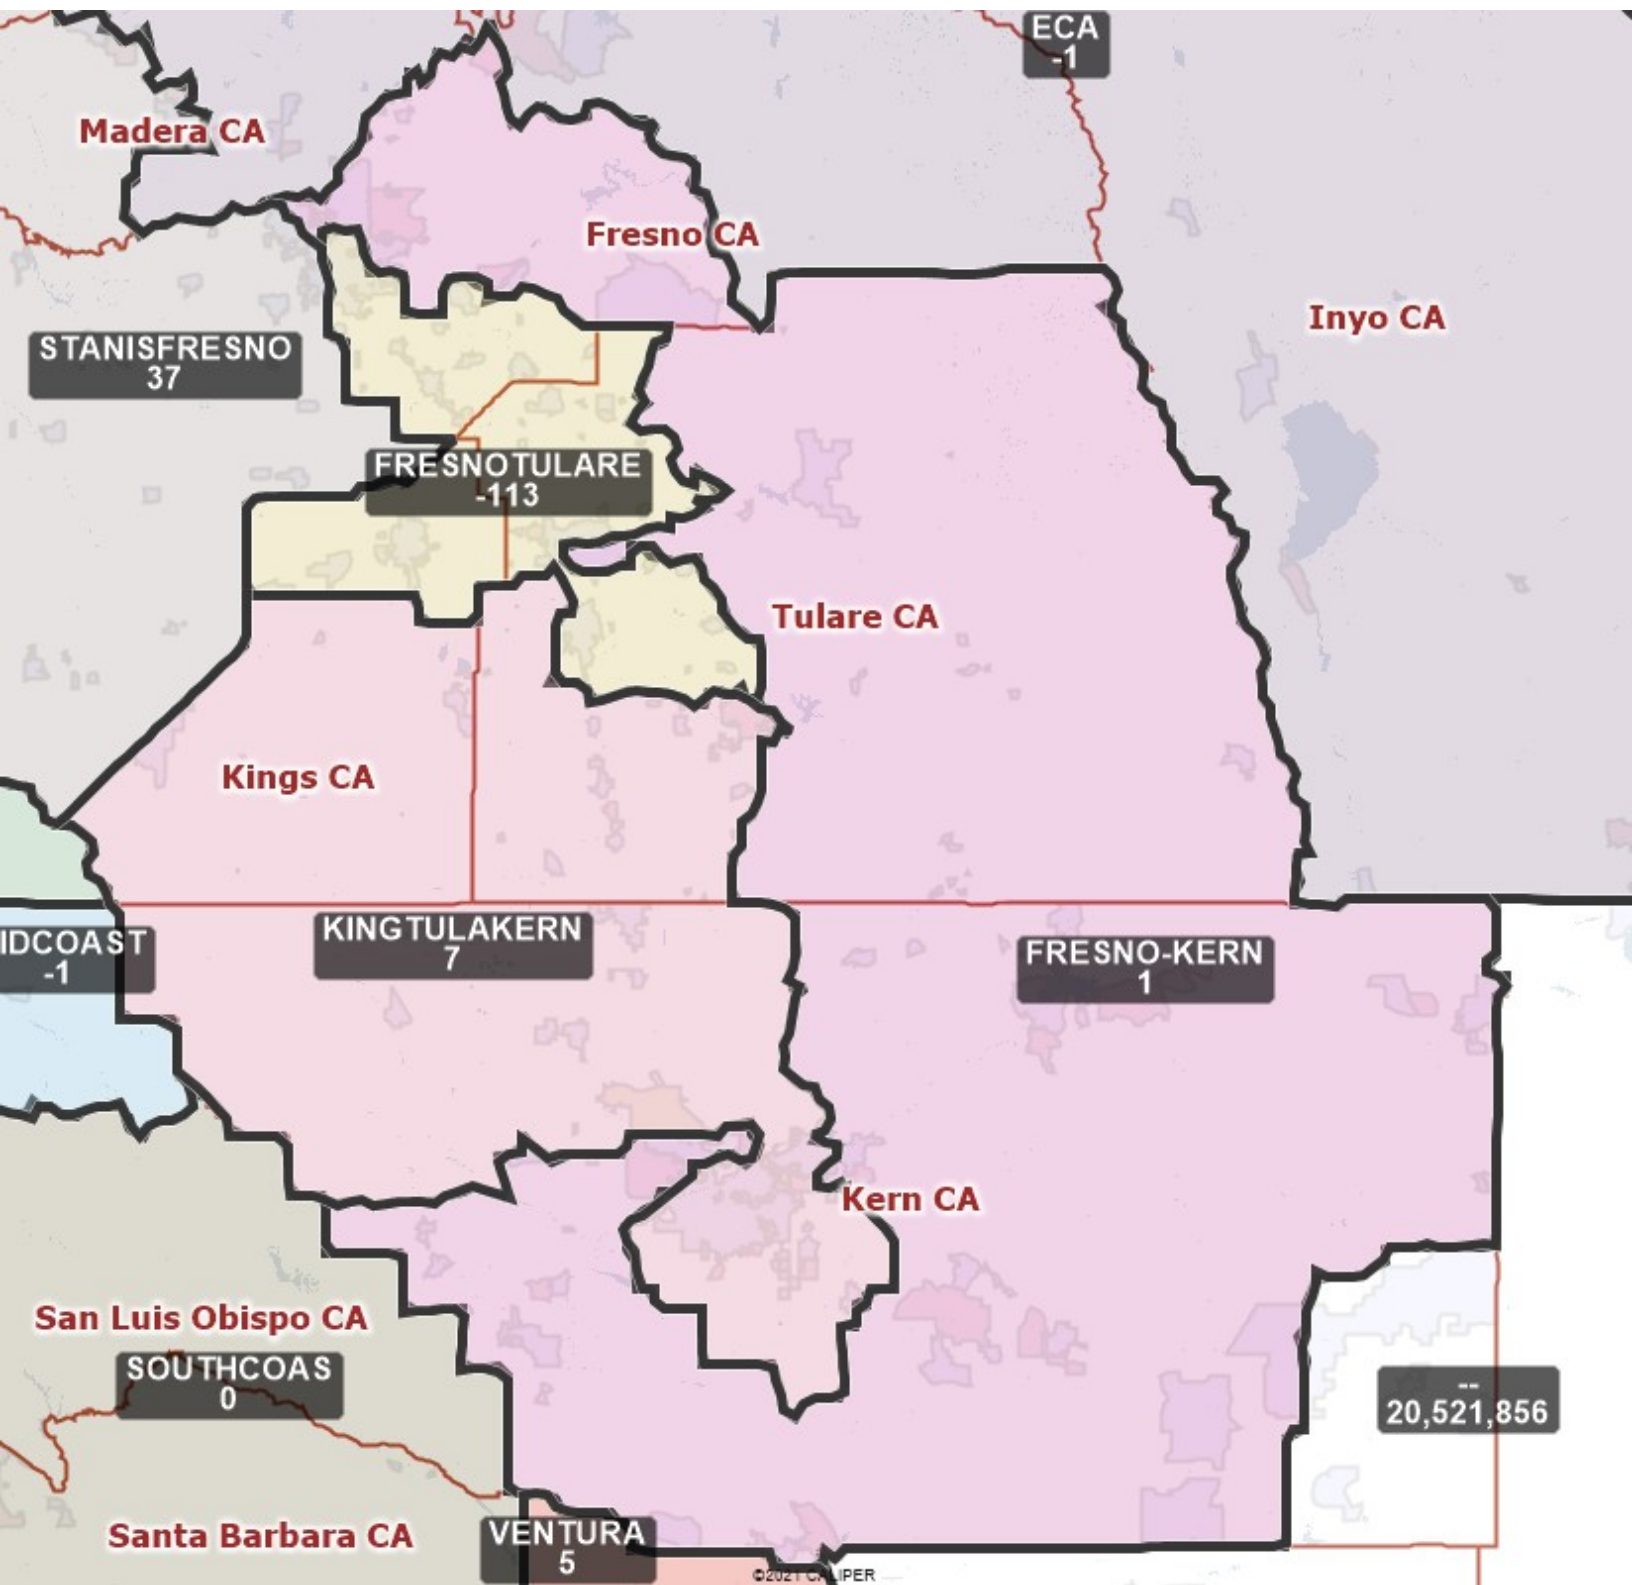 ECA
-1
Madera CA
Fresno CA
Inyo CA
STANISFRESNO
37
FRESNOTULARE
-113
Tulare CA
Kings CA
KINGTULAKERN
7
IDCOAST
-1
FRESNO-KERN
1
Kern CA
San Luis Obispo CA
SOUTHCOAS
0
--
20,521,856
Santa Barbara CA
VENTURA
5
©2021 CALIPER